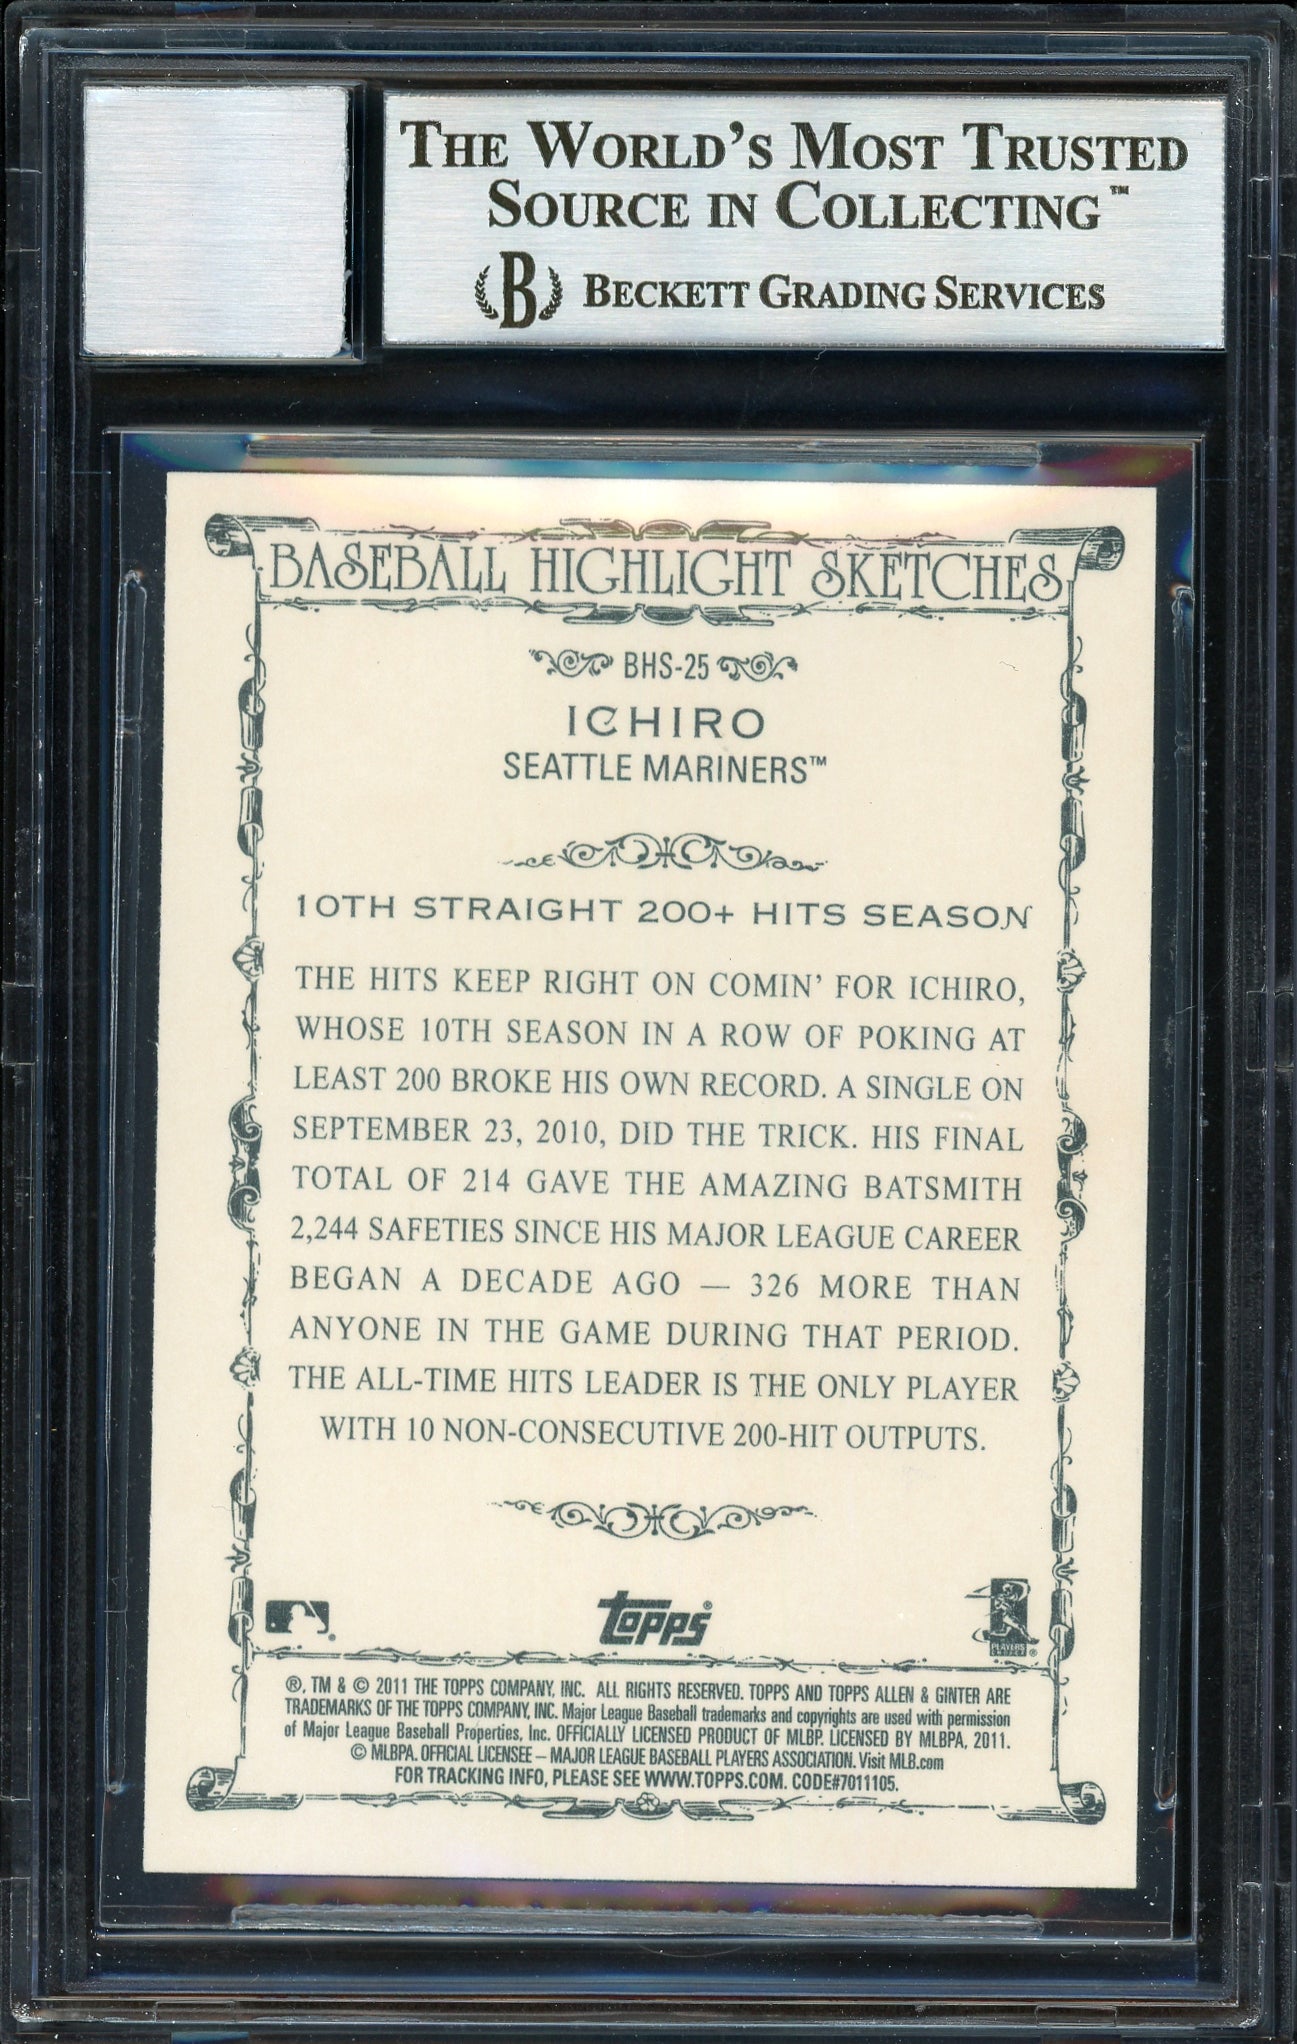 THE WORLD'S MOST TRUSTED
SOURCE IN COLLECTING™
B BECKETT GRADING SERVICES
BASEBALL HIGHLIGHT SKETCHES
BHS-25
ICHIRO
SEATTLE MARINERS™
10TH STRAIGHT 200+ HITS SEASON
THE HITS KEEP RIGHT ON COMIN' FOR ICHIRO,
WHOSE 10TH SEASON IN A ROW OF POKING AT
LEAST 200 BROKE HIS OWN RECORD. A SINGLE ON
SEPTEMBER 23, 2010, DID THE TRICK. HIS FINAL
TOTAL OF 214 GAVE THE AMAZING BATSMITH
2,244 SAFETIES SINCE HIS MAJOR LEAGUE CAREER
BEGAN A DECADE AGO — 326 MORE THAN
ANYONE IN THE GAME DURING THAT PERIOD.
THE ALL-TIME HITS LEADER IS THE ONLY PLAYER
WITH 10 NON-CONSECUTIVE 200-HIT OUTPUTS.
topps®
PLAYERS
®, TM & © 2011 THE TOPPS COMPANY, INC. ALL RIGHTS RESERVED. TOPPS AND TOPPS ALLEN & GINTER ARE
TRADEMARKS OF THE TOPPS COMPANY, INC. Major League Baseball trademarks and copyrights are used with permission
of Major League Baseball Properties, Inc. OFFICIALLY LICENSED PRODUCT OF MLBP. LICENSED BY MLBPA, 2011.
© MLBPA. OFFICIAL LICENSEE – MAJOR LEAGUE BASEBALL PLAYERS ASSOCIATION. Visit MLB.com
FOR TRACKING INFO, PLEASE SEE WWW.TOPPS.COM. CODE#7011105.